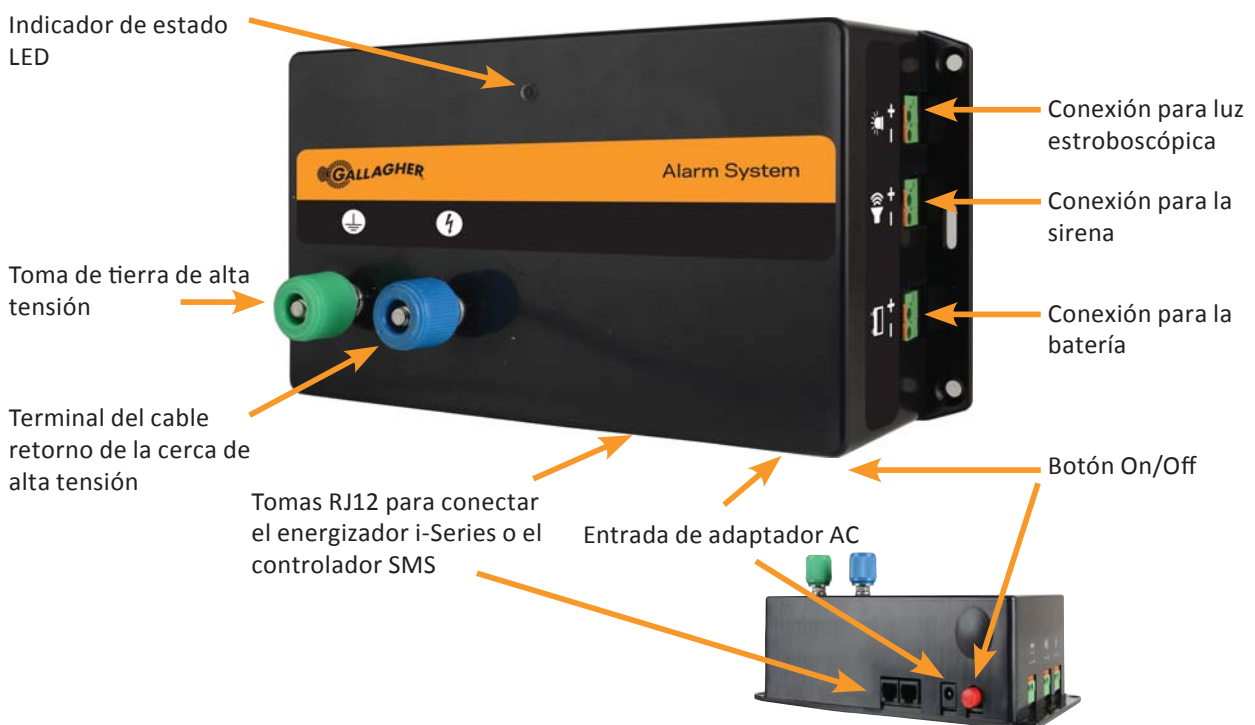 Indicador de estado
LED
GALLAGHER
Alarm System
Conexión para luz
estroboscópica
+
–
Conexión para la
sirena
+
–
Toma de tierra de alta
tensión
Conexión para la
batería
+
–
Terminal del cable
retorno de la cerca de
alta tensión
Botón On/Off
Tomas RJ12 para conectar
el energizador i-Series o el
controlador SMS
Entrada de adaptador AC